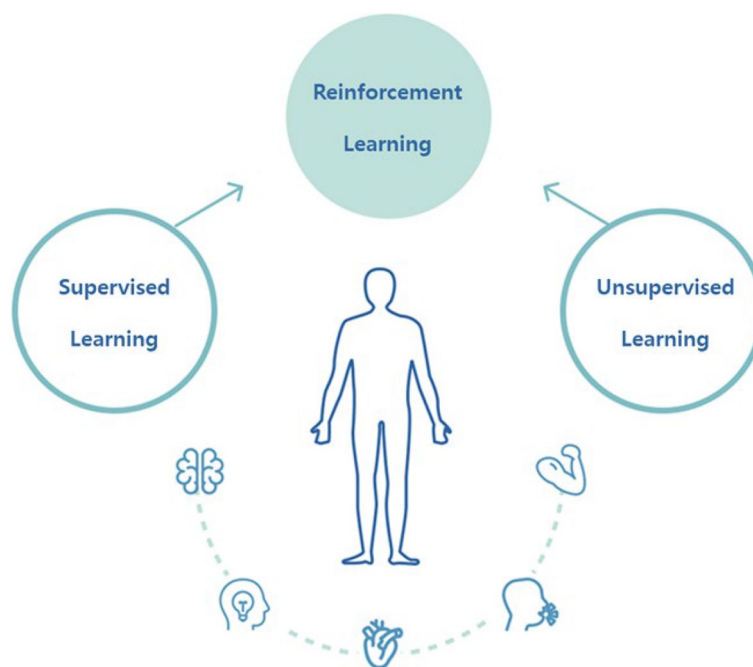 Reinforcement
Learning
Supervised
Learning
Unsupervised
Learning